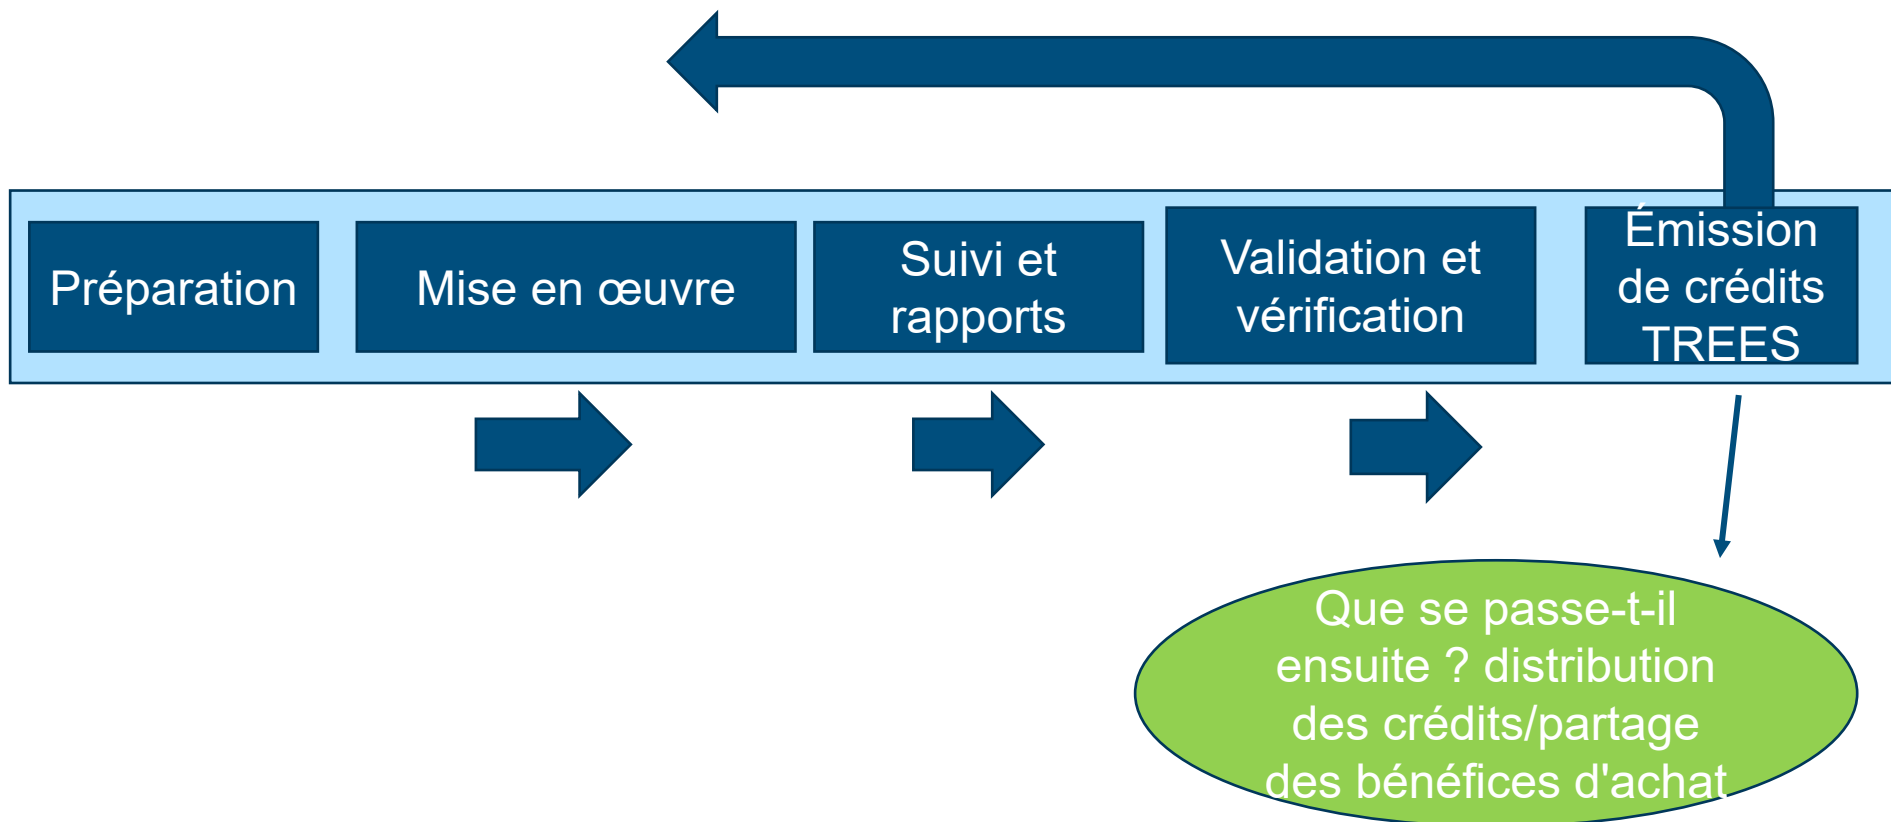 Préparation
Mise en œuvre
Suivi et
rapports
Validation et
vérification
Émission
de crédits
TREES
Que se passe-t-il
ensuite ? distribution
des crédits/partage
des bénéfices d'achat